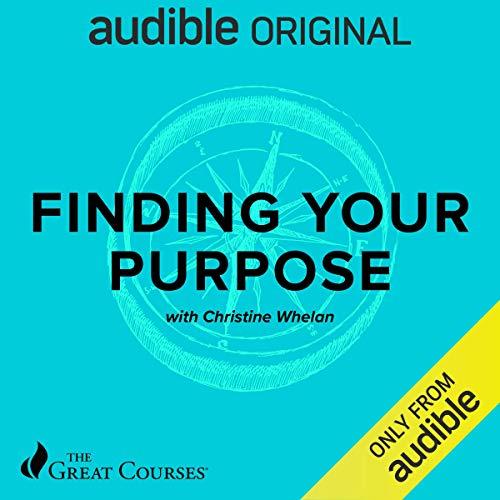 audible ORIGINAL
N
FINDING YOUR
PURPOSE
with Christine Whelan
ONLY FROM
audible
THE
GREAT COURSES®